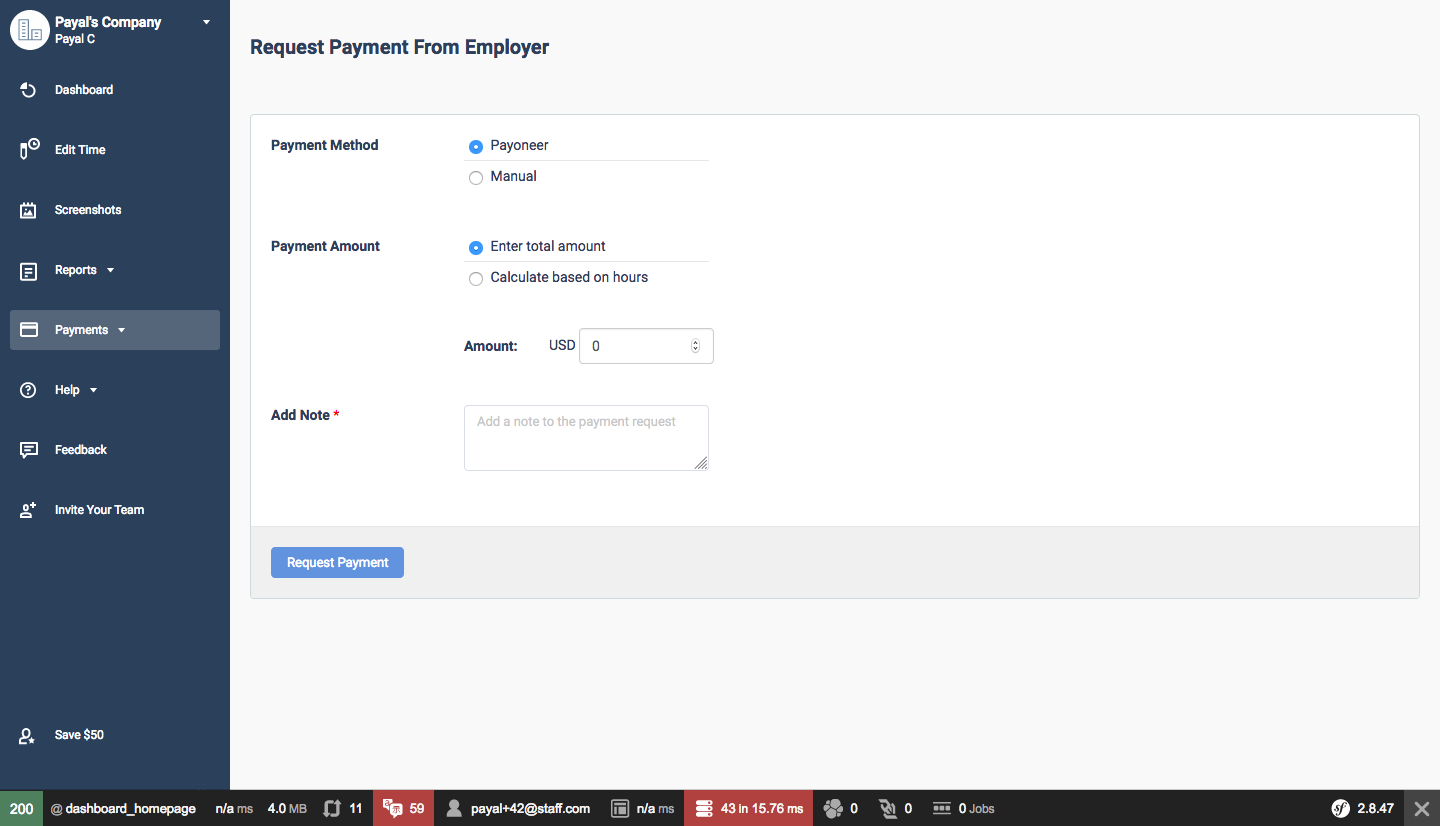 Payal's Company
Payal C
Dashboard
Edit Time
Screenshots
Reports
Payments
Help
Feedback
Invite Your Team
Save $50
Request Payment From Employer
Payment Method
Payoneer
Manual
Payment Amount
Enter total amount
Calculate based on hours
Amount: USD 0
Add Note *
Add a note to the payment request
Request Payment
200 @ dashboard_homepage n/a ms 4.0 MB 11 59 payal+42@staff.com n/a ms 43 in 15.76 ms 0 0 0 Jobs sf 2.8.47